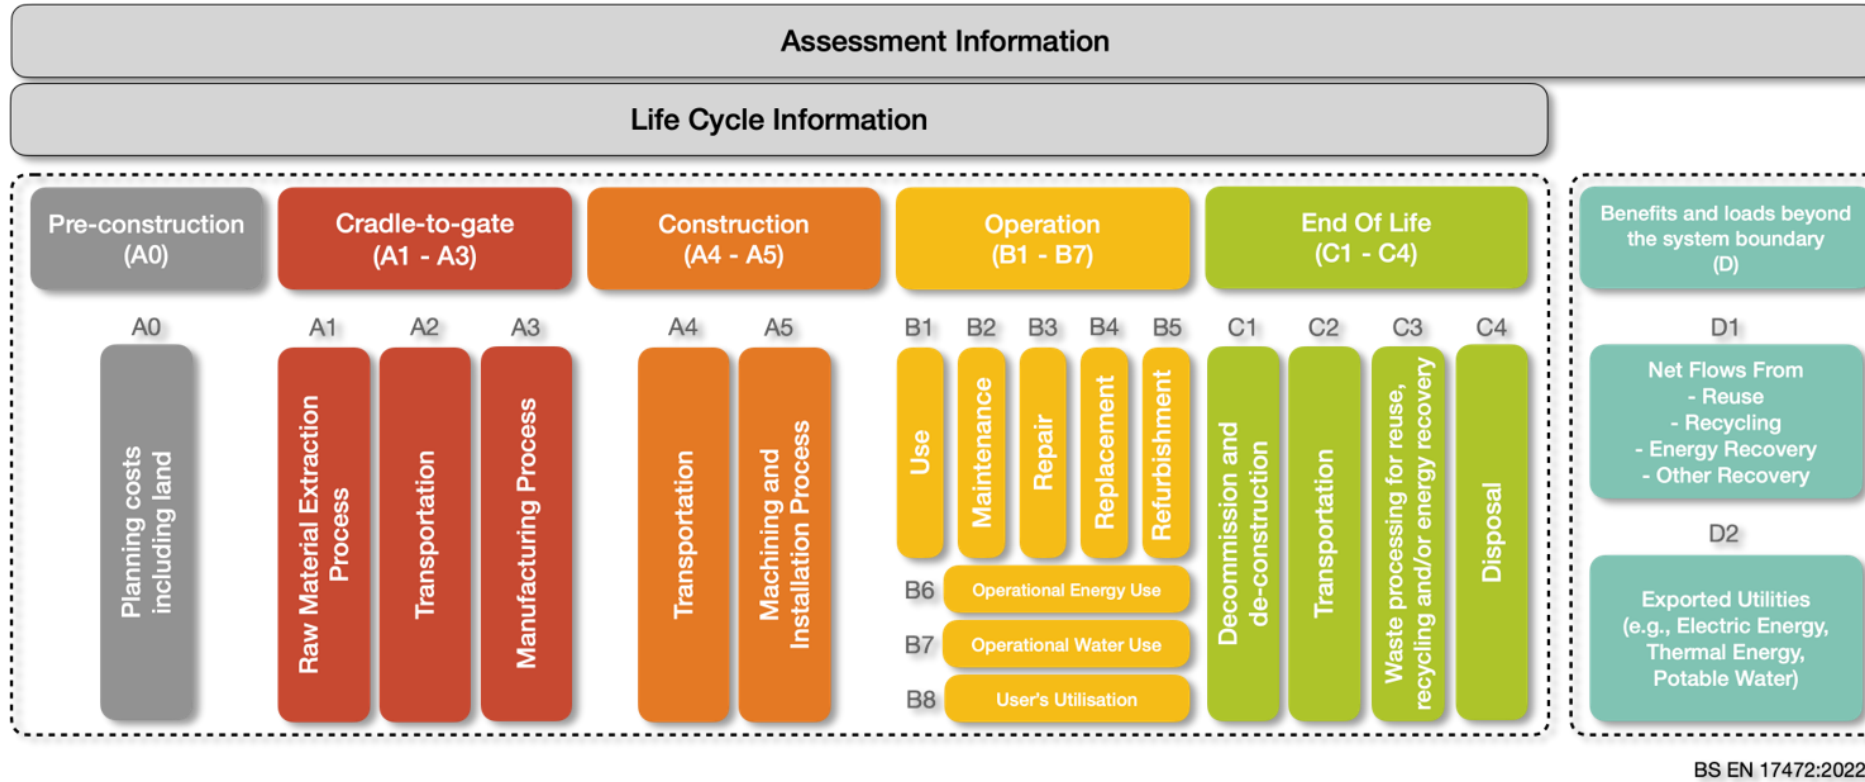 Assessment Information
Life Cycle Information
Pre-construction
(A0)
Cradle-to-gate
(A1 - A3)
Construction
(A4 - A5)
Operation
(B1 - B7)
End Of Life
(C1 - C4)
Benefits and loads beyond
the system boundary
(D)
A0
Planning costs
including land
A1
Raw Material Extraction
Process
A2
Transportation
A3
Manufacturing Process
A4
Transportation
A5
Machining and
Installation Process
B1
Use
B2
Maintenance
B3
Repair
B4
Replacement
B5
Refurbishment
B6
Operational Energy Use
B7
Operational Water Use
B8
User's Utilisation
C1
Decommission and
de-construction
C2
Transportation
C3
Waste processing for reuse,
recycling and/or energy recovery
C4
Disposal
D1
Net Flows From
- Reuse
- Recycling
- Energy Recovery
- Other Recovery
D2
Exported Utilities
(e.g., Electric Energy,
Thermal Energy,
Potable Water)
BS EN 17472:2022